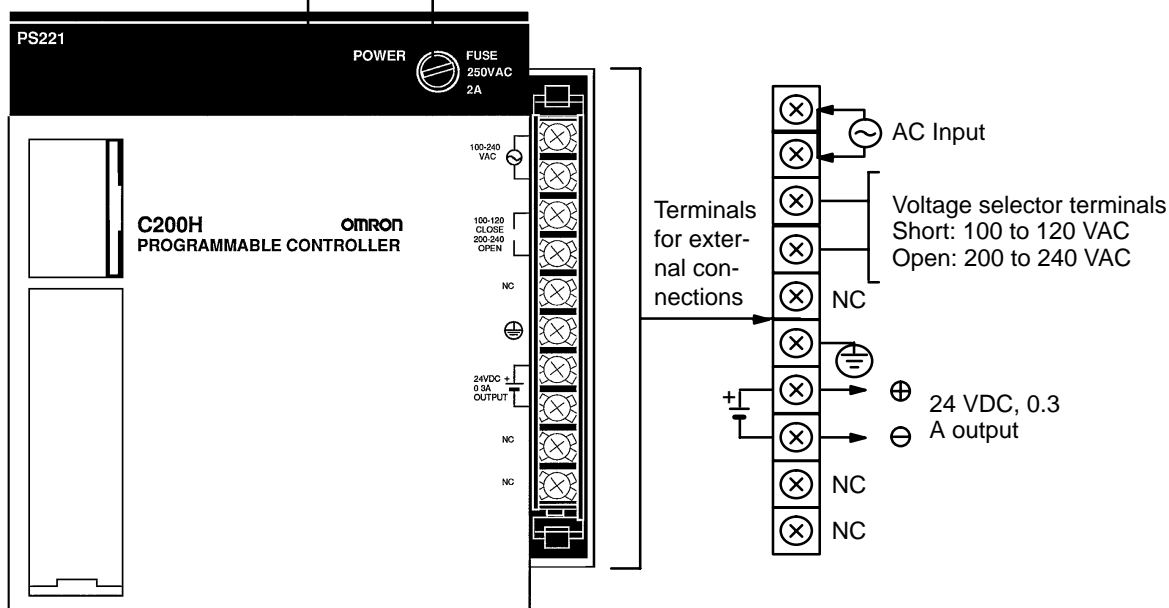 PS221
POWER
FUSE
250VAC
2A
C200H
OMRON
PROGRAMMABLE CONTROLLER
100-240
VAC
100-120
CLOSE
200-240
OPEN
NC
24VDC +
0 3A
OUTPUT
NC
NC
Terminals
for exter-
nal con-
nections
AC Input
Voltage selector terminals
Short: 100 to 120 VAC
Open: 200 to 240 VAC
NC
+
24 VDC, 0.3
A output
NC
NC